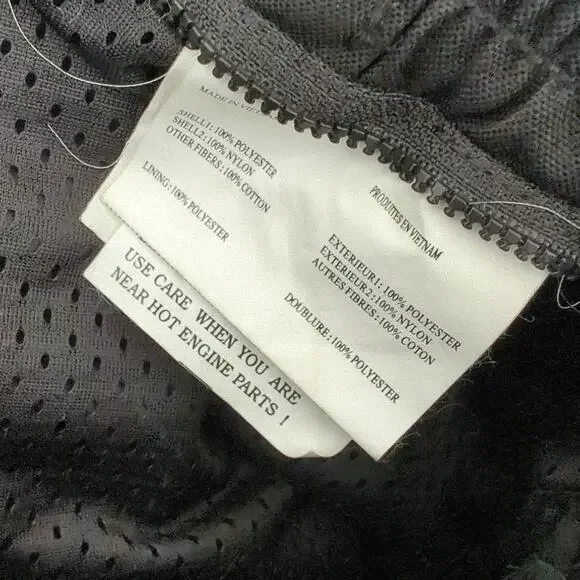 MADE IN VIETNAM
SHELL1: 100% POLYESTER
SHELL2: 100% NYLON
OTHER FIBERS: 100% COTTON
LINING: 100% POLYESTER
PRODUITES EN VIETNAM
EXTERIEUR1: 100% POLYESTER
EXTERIEUR2: 100% NYLON
AUTRES FIBRES: 100% COTON
DOUBLURE: 100% POLYESTER
USE CARE WHEN YOU ARE
NEAR HOT ENGINE PARTS !